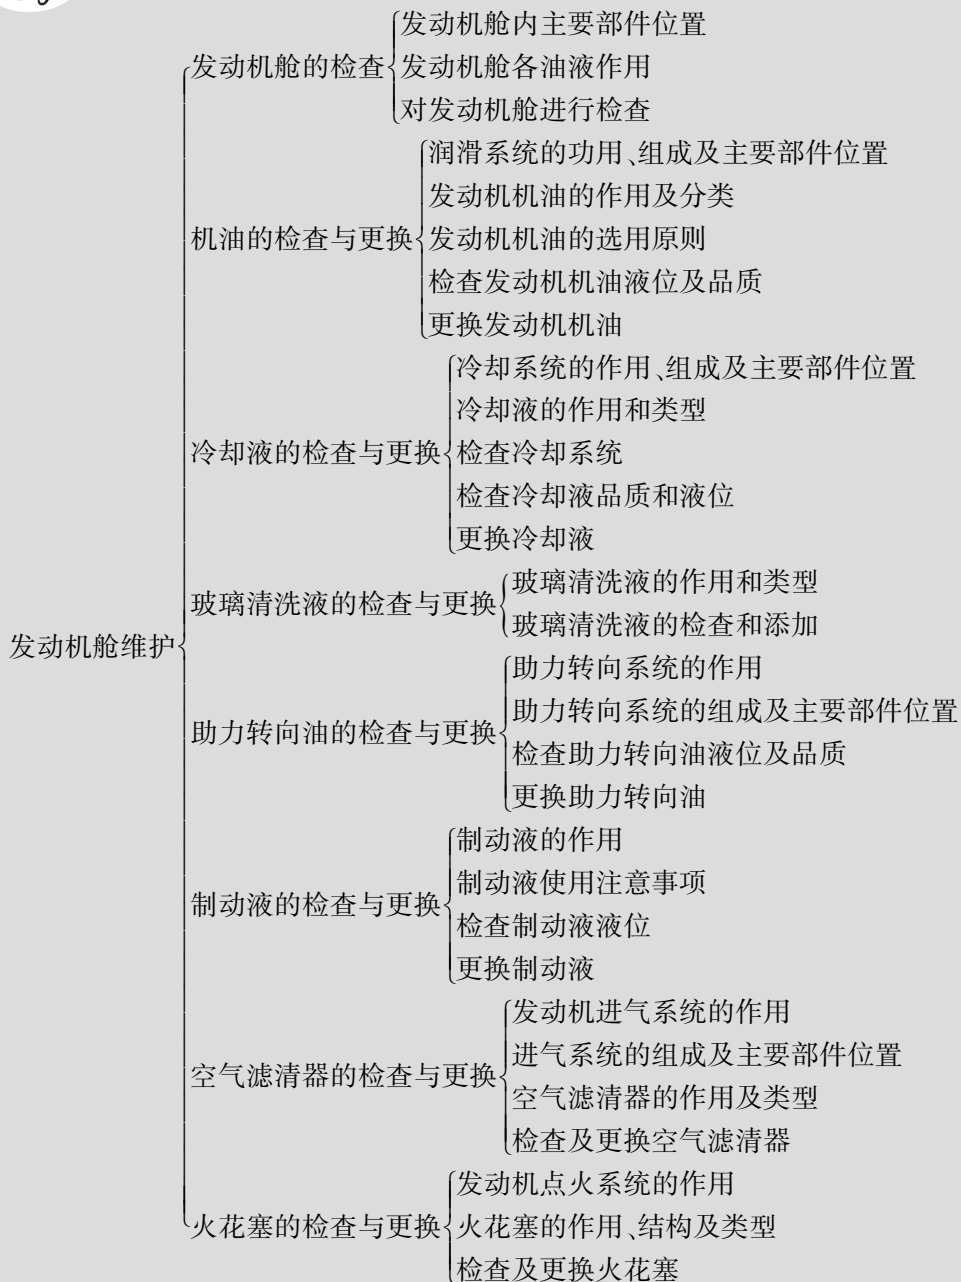 发动机舱维护
发动机舱的检查
发动机舱内主要部件位置
发动机舱各油液作用
对发动机舱进行检查
机油的检查与更换
润滑系统的功用、组成及主要部件位置
发动机机油的作用及分类
发动机机油的选用原则
检查发动机机油液位及品质
更换发动机机油
冷却液的检查与更换
冷却系统的作用、组成及主要部件位置
冷却液的作用和类型
检查冷却系统
检查冷却液品质和液位
更换冷却液
玻璃清洗液的检查与更换
玻璃清洗液的作用和类型
玻璃清洗液的检查和添加
助力转向油的检查与更换
助力转向系统的作用
助力转向系统的组成及主要部件位置
检查助力转向油液位及品质
更换助力转向油
制动液的检查与更换
制动液的作用
制动液使用注意事项
检查制动液液位
更换制动液
空气滤清器的检查与更换
发动机进气系统的作用
进气系统的组成及主要部件位置
空气滤清器的作用及类型
检查及更换空气滤清器
火花塞的检查与更换
发动机点火系统的作用
火花塞的作用、结构及类型
检查及更换火花塞